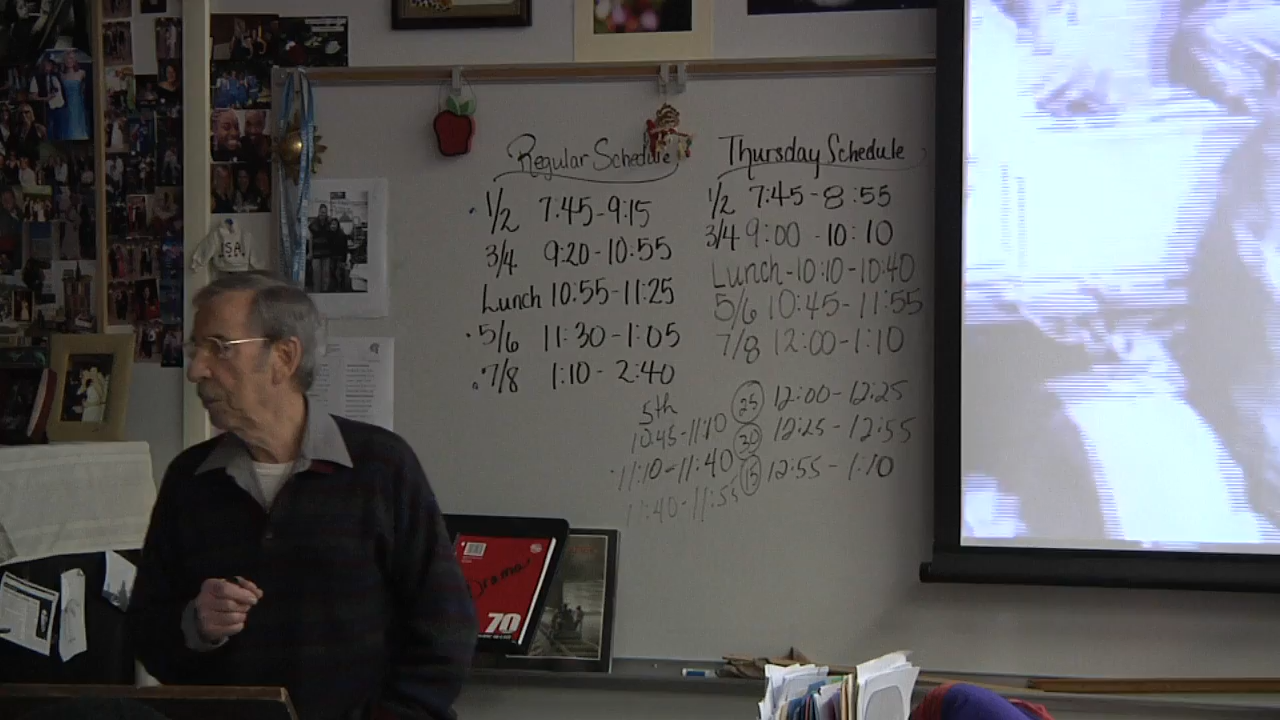 Regular Schedule
1/2 7:45-9:15
3/4 9:20-10:55
Lunch 10:55-11:25
5/6 11:30-1:05
7/8 1:10-2:40
Thursday Schedule
1/2 7:45-8:55
3/4 9:00-10:10
Lunch-10:10-10:40
5/6 10:45-11:55
7/8 12:00-1:10
5th
10:45-11:10 25 12:00-12:25
11:10-11:40 30 12:25-12:55
11:40-11:55 15 12:55-1:10
Drama
70